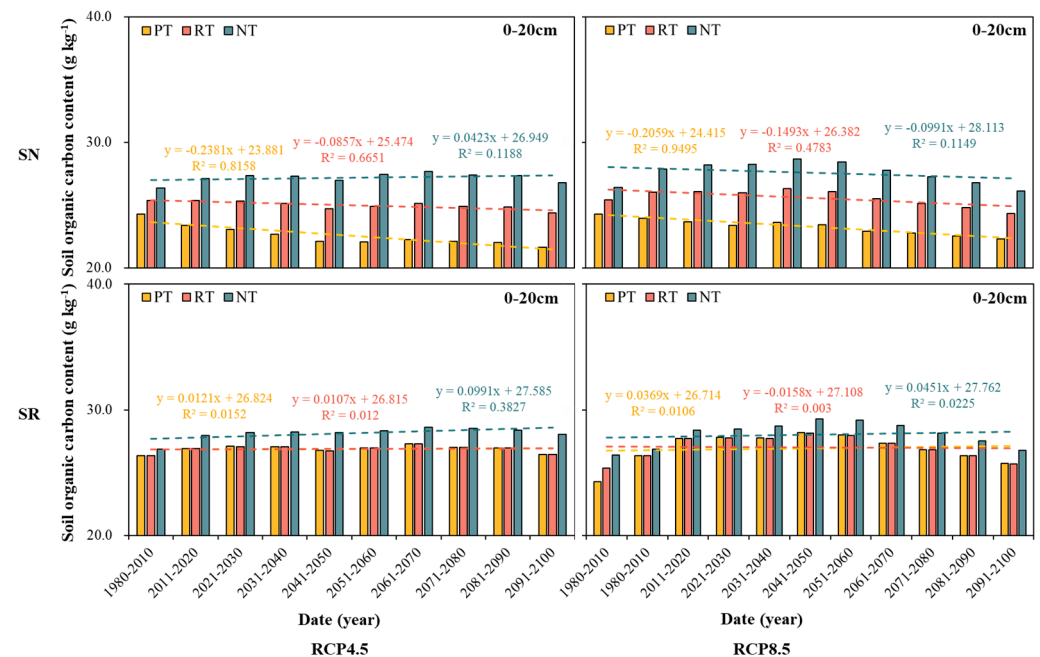 40.0
PT RT NT
0-20cm
PT RT NT
0-20cm
Soil organic carbon content (g kg⁻¹)
30.0
y = -0.2381x + 23.881
R² = 0.8158
y = -0.0857x + 25.474
R² = 0.6651
y = 0.0423x + 26.949
R² = 0.1188
y = -0.2059x + 24.415
R² = 0.9495
y = -0.1493x + 26.382
R² = 0.4783
y = -0.0991x + 28.113
R² = 0.1149
SN
20.0
40.0
PT RT NT
0-20cm
PT RT NT
0-20cm
Soil organic carbon content (g kg⁻¹)
30.0
y = 0.0121x + 26.824
R² = 0.0152
y = 0.0107x + 26.815
R² = 0.012
y = 0.0991x + 27.585
R² = 0.3827
y = 0.0369x + 26.714
R² = 0.0106
y = -0.0158x + 27.108
R² = 0.003
y = 0.0451x + 27.762
R² = 0.0225
SR
20.0
1980-2010
2011-2020
2021-2030
2031-2040
2041-2050
2051-2060
2061-2070
2071-2080
2081-2090
2091-2100
1980-2010
1980-2010
2011-2020
2021-2030
2031-2040
2041-2050
2051-2060
2061-2070
2071-2080
2081-2090
2091-2100
Date (year)
Date (year)
RCP4.5
RCP8.5